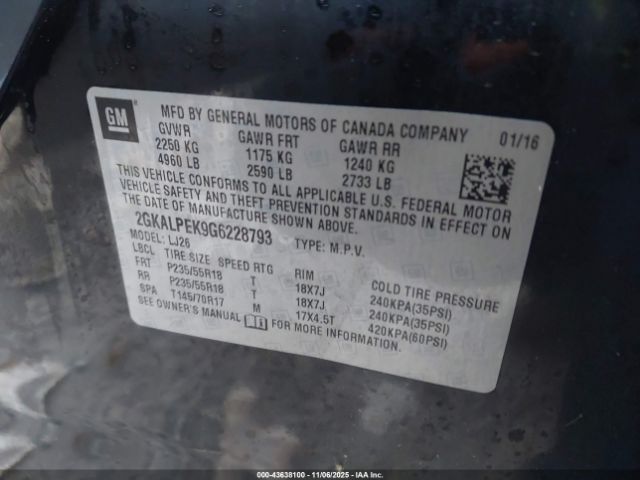 GM
MFD BY GENERAL MOTORS OF CANADA COMPANY 01/16
GVWR GAWR FRT GAWR RR
2250 KG 1175 KG 1240 KG
4960 LB 2590 LB 2733 LB
THIS VEHICLE CONFORMS TO ALL APPLICABLE U.S. FEDERAL MOTOR
VEHICLE SAFETY AND THEFT PREVENTION STANDARDS IN EFFECT ON
THE DATE OF MANUFACTURE SHOWN ABOVE.
2GKALPEK9G6228793 TYPE: M.P.V.
MODEL: LJ26
LBCL TIRE SIZE SPEED RTG RIM COLD TIRE PRESSURE
FRT P235/55R18 T 18X7J 240KPA(35PSI)
RR P235/55R18 T 18X7J 240KPA(35PSI)
SPA T145/70R17 M 17X4.5T 420KPA(60PSI)
SEE OWNER'S MANUAL FOR MORE INFORMATION.
000-43638100 - 11/06/2025 - IAA Inc.